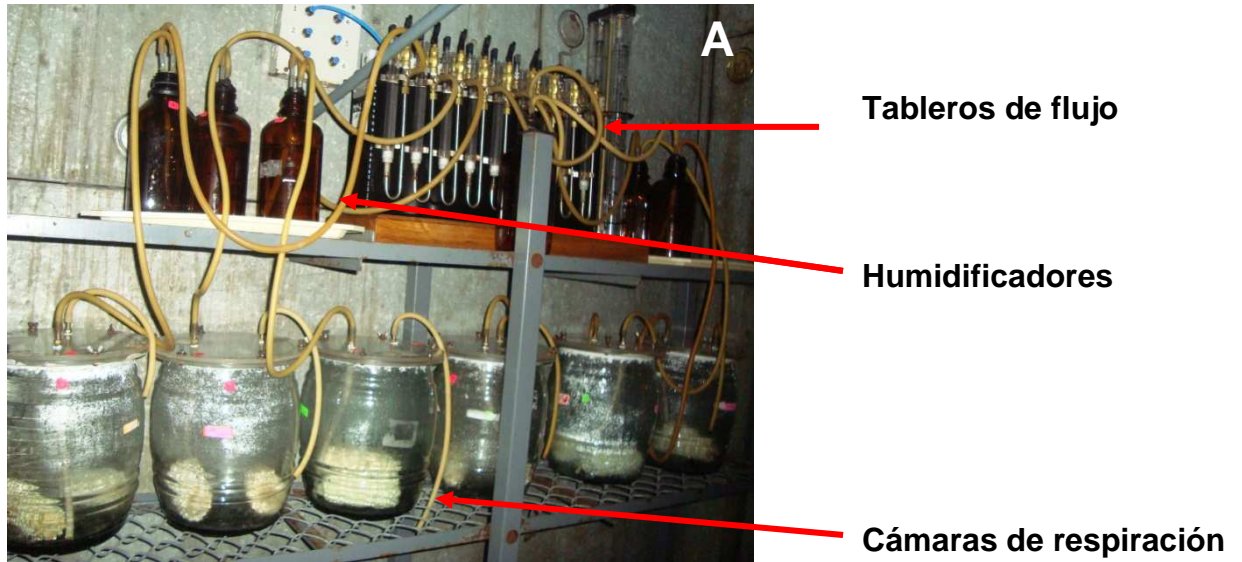 A
Tableros de flujo
Humidificadores
Cámaras de respiración